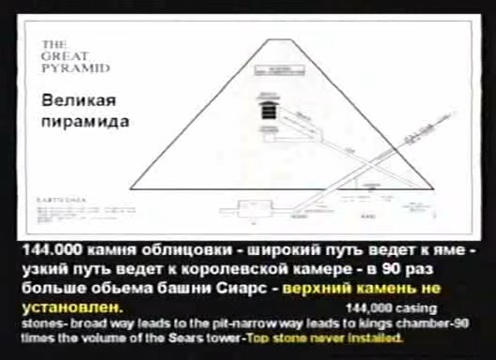 THE
GREAT
PYRAMID
Великая
пирамида
144.000 камня облицовки - широкий путь ведет к яме -
узкий путь ведет к королевской камере - в 90 раз
больше обьема башни Сиарс - верхний камень не
установлен. 144,000 casing
stones- broad way leads to the pit-narrow way leads to kings chamber-90
times the volume of the Sears tower-Top stone never installed.